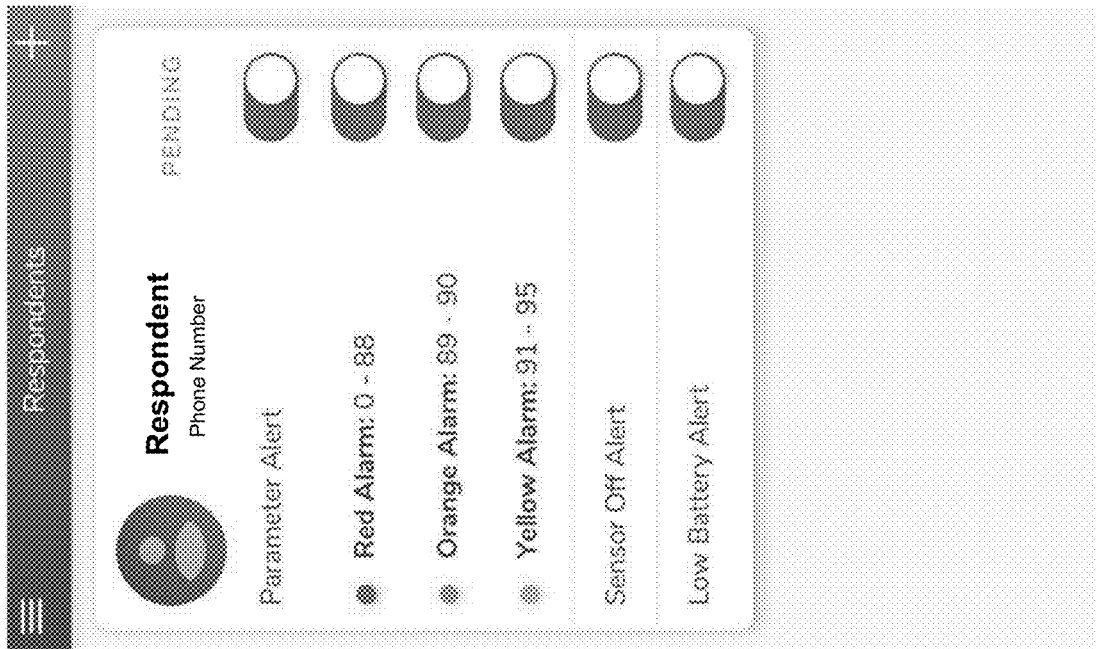 Respondents
Respondent
PENDING
Phone Number
Parameter Alert
Red Alarm: 0 - 88
Orange Alarm: 89 - 90
Yellow Alarm: 91 - 95
Sensor Off Alert
Low Battery Alert